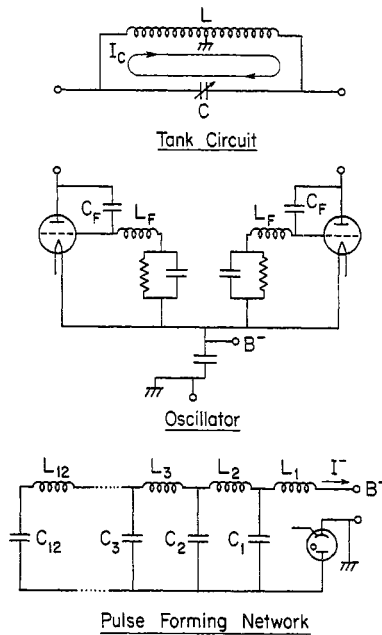 L
I_C
C
Tank Circuit
C_F L_F L_F C_F
B⁻
Oscillator
L_12 L_3 L_2 L_1 I⁻
B⁻
C_12 C_3 C_2 C_1
Pulse Forming Network